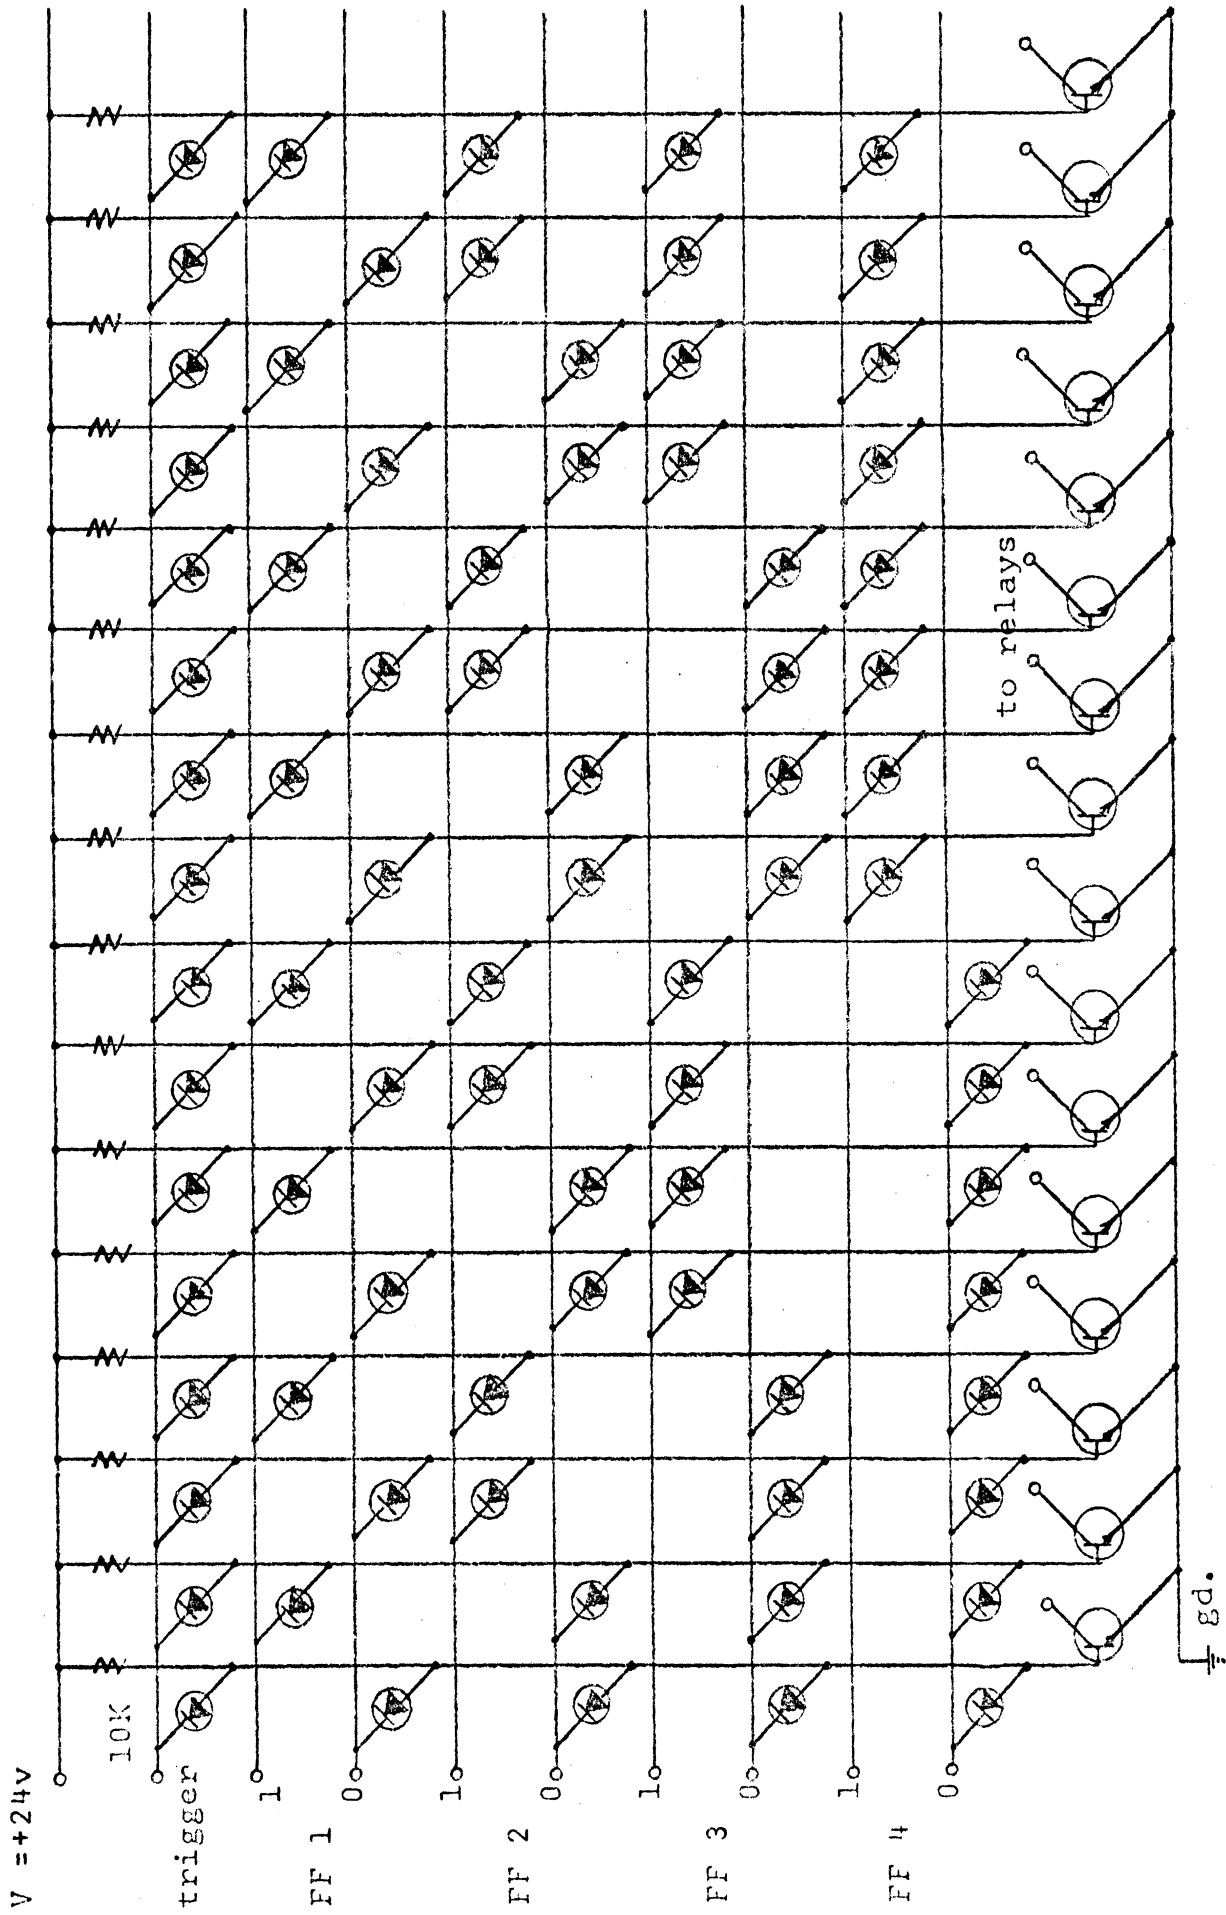 V =+24v
10K
trigger
1
FF 1
0
1
FF 2
0
1
FF 3
0
1
FF 4
0
to relays
gd.